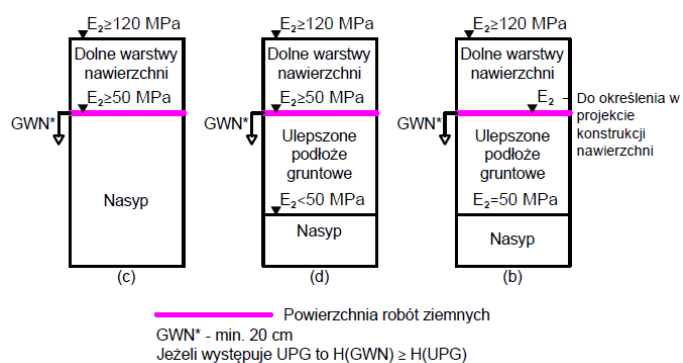 E₂≥120 MPa
Dolne warstwy
nawierzchni
E₂≥50 MPa
GWN*
Nasyp
(c)
E₂≥120 MPa
Dolne warstwy
nawierzchni
E₂≥50 MPa
GWN*
Ulepszone
podłoże
gruntowe
E₂<50 MPa
Nasyp
(d)
E₂≥120 MPa
Dolne warstwy
nawierzchni
E₂ – Do określenia w
projekcie
konstrukcji
nawierzchni
GWN*
Ulepszone
podłoże
gruntowe
E₂=50 MPa
Nasyp
(b)
Powierzchnia robót ziemnych
GWN* - min. 20 cm
Jeżeli występuje UPG to H(GWN) ≥ H(UPG)